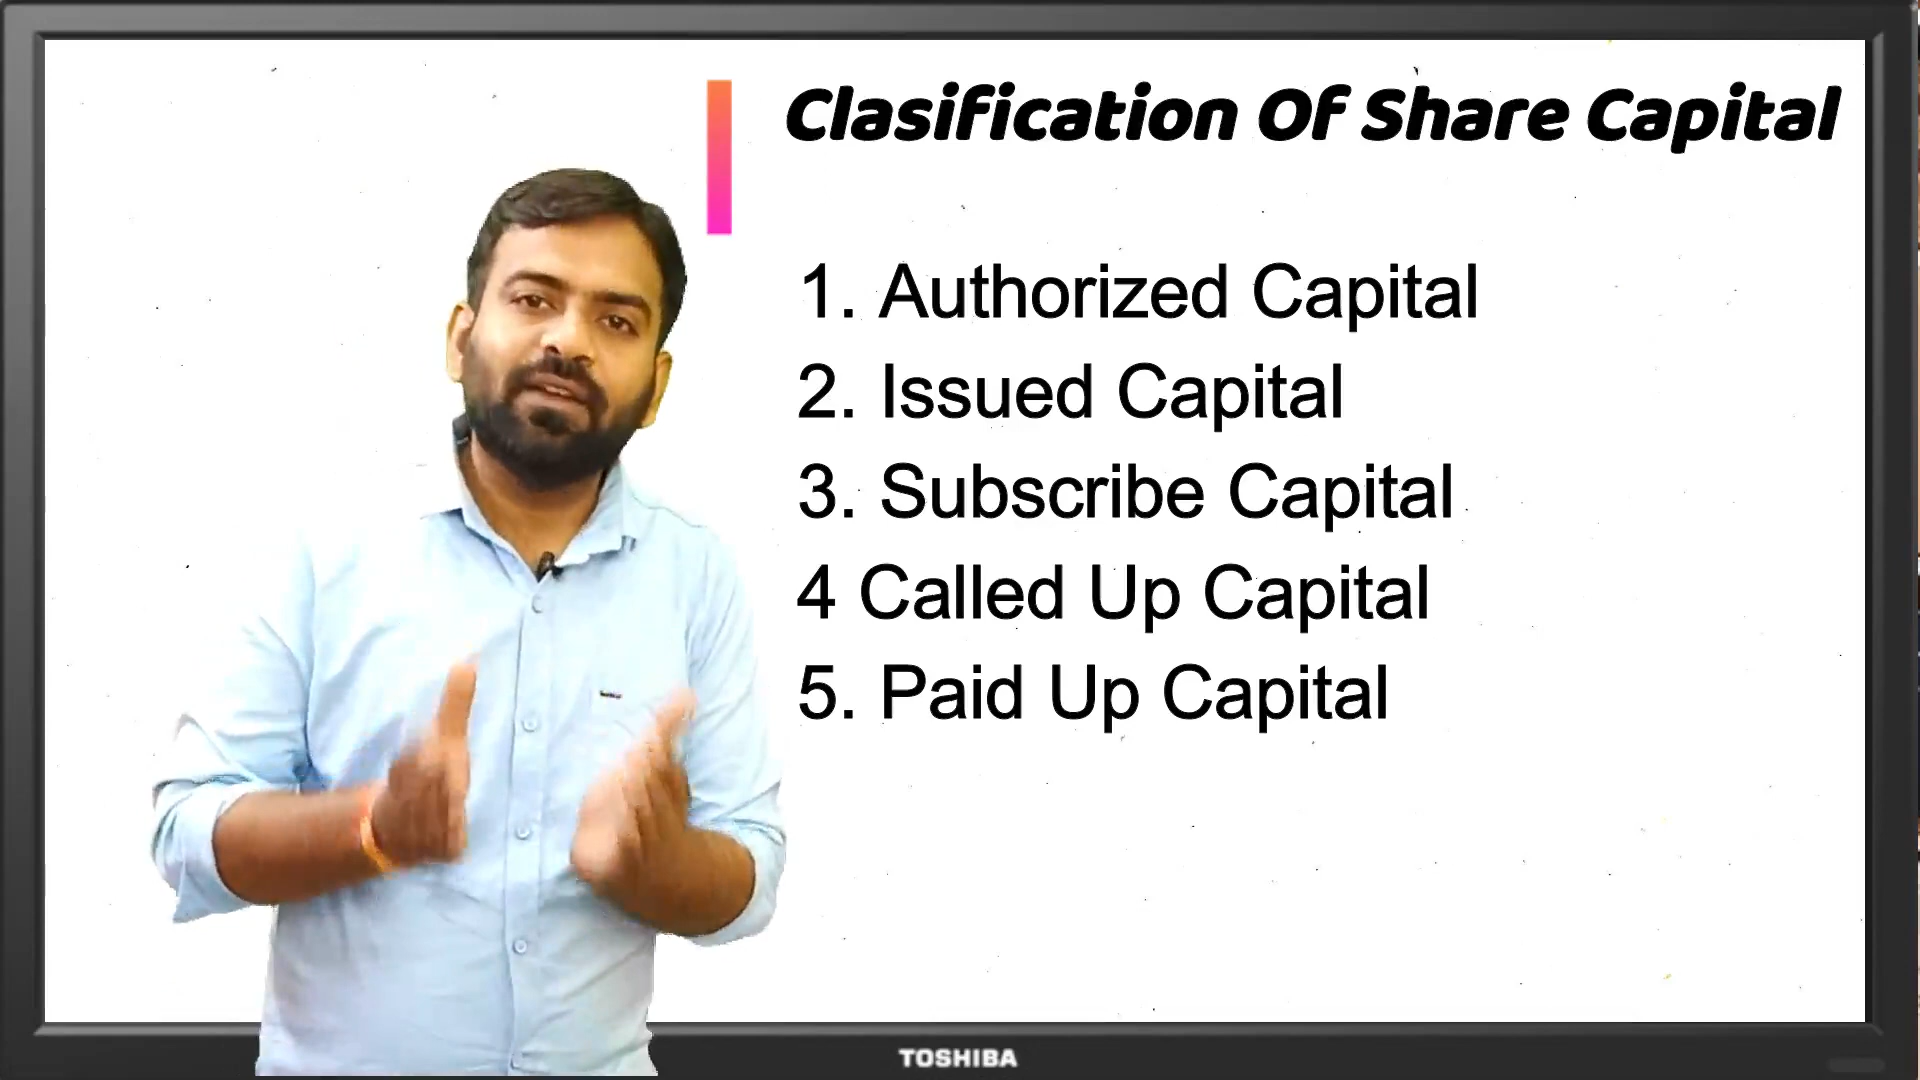 Clasification Of Share Capital
1. Authorized Capital
2. Issued Capital
3. Subscribe Capital
4 Called Up Capital
5. Paid Up Capital
TOSHIBA